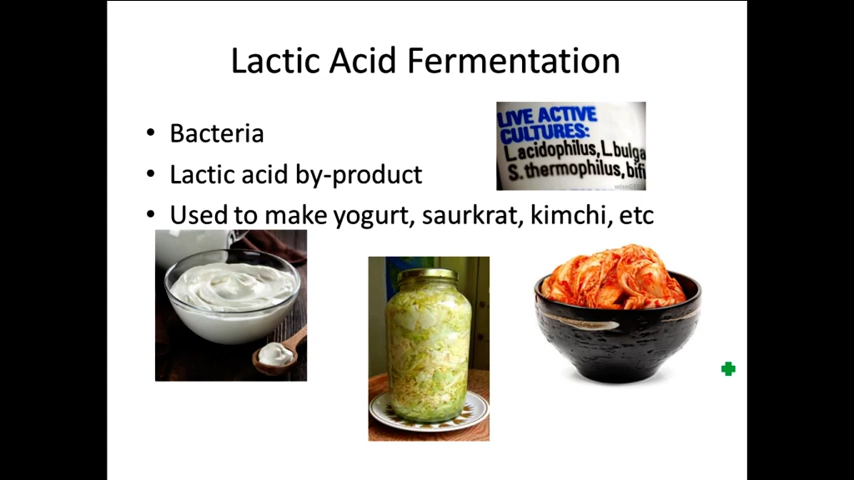 Lactic Acid Fermentation
• Bacteria
• Lactic acid by-product
• Used to make yogurt, saurkrat, kimchi, etc
LIVE ACTIVE
CULTURES:
L.acidophilus, L.bulga
S. thermophilus, bifi